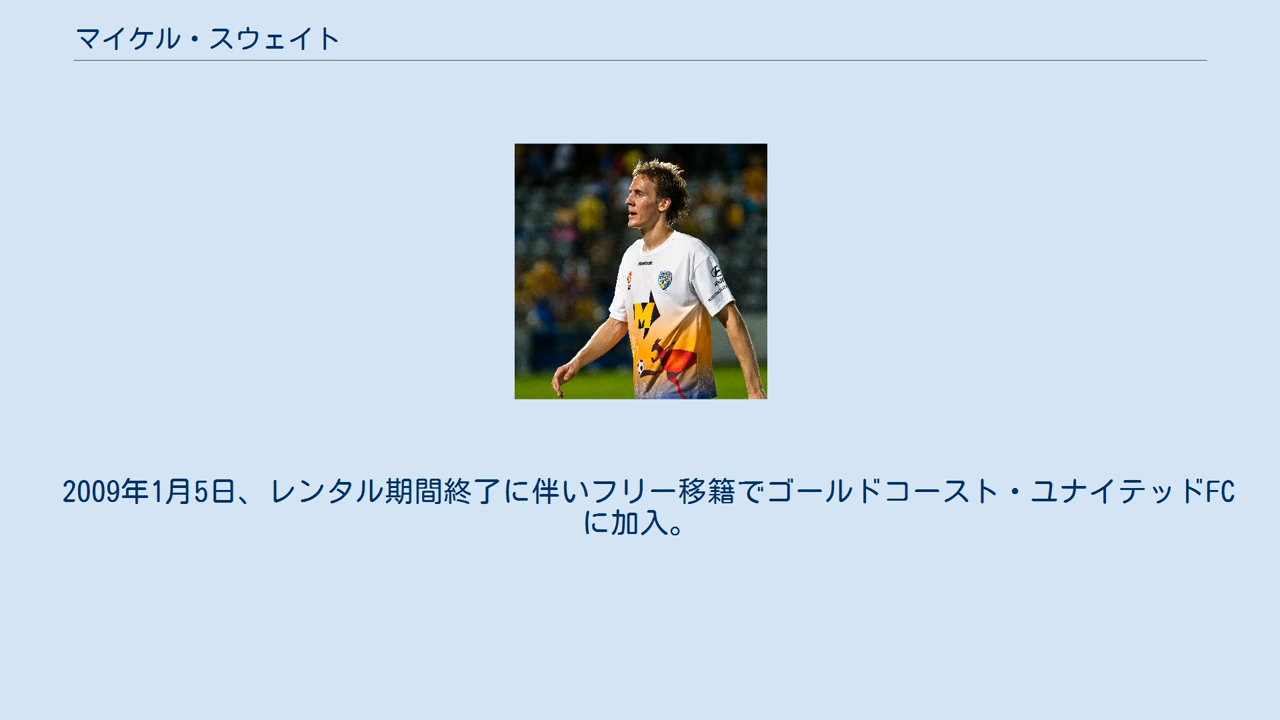 マイケル・スウェイト
Reebok
M
2009年1月5日、レンタル期間終了に伴いフリー移籍でゴールドコースト・ユナイテッドFC
に加入。